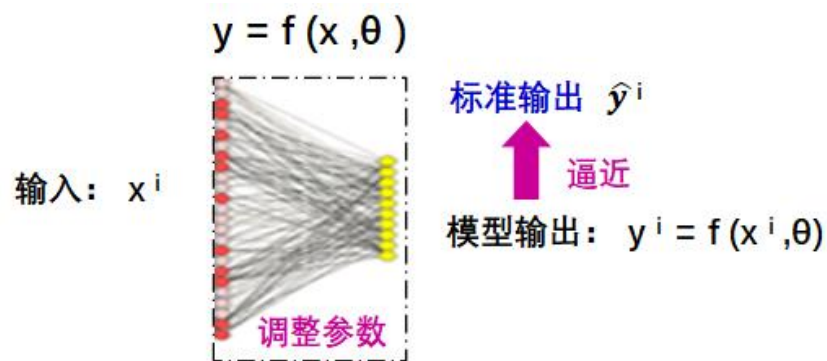 y = f (x ,θ )
标准输出 ŷ i
逼近
输入： x i
模型输出： y i = f (x i ,θ)
调整参数